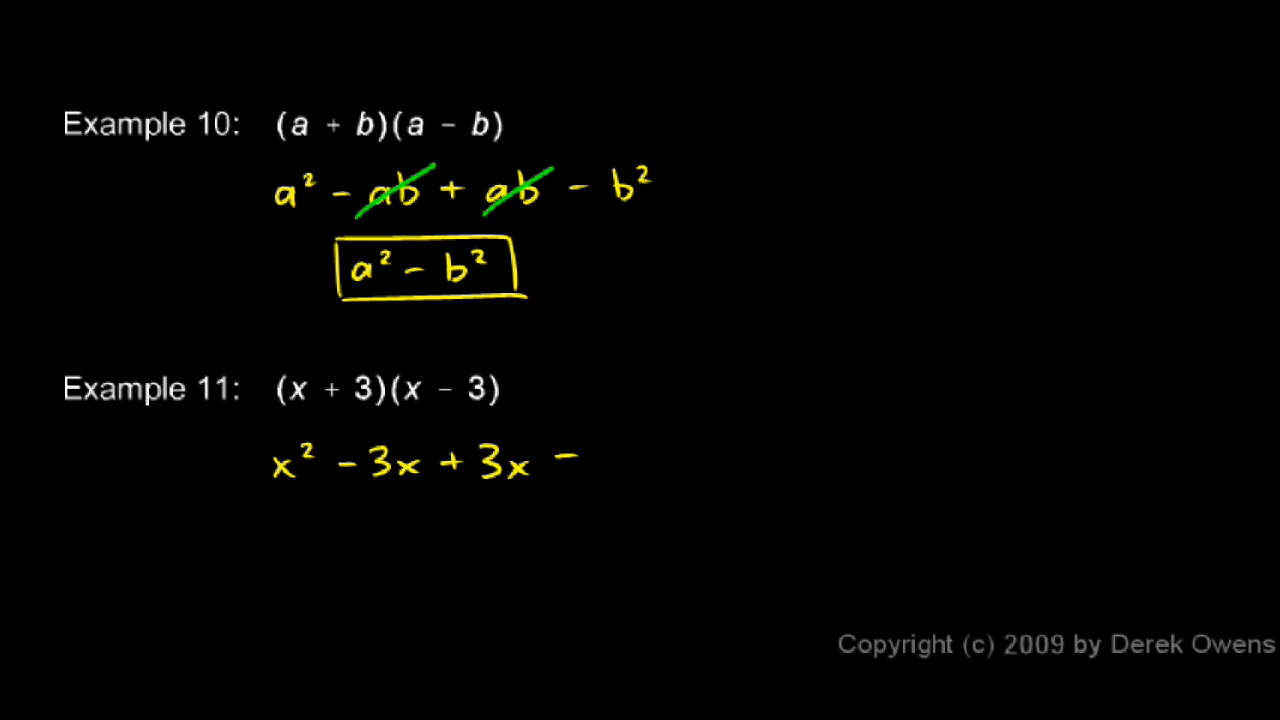 Example 10: (a + b)(a - b)
a² - ab + ab - b²
a² - b²
Example 11: (x + 3)(x - 3)
x² - 3x + 3x -
Copyright (c) 2009 by Derek Owens